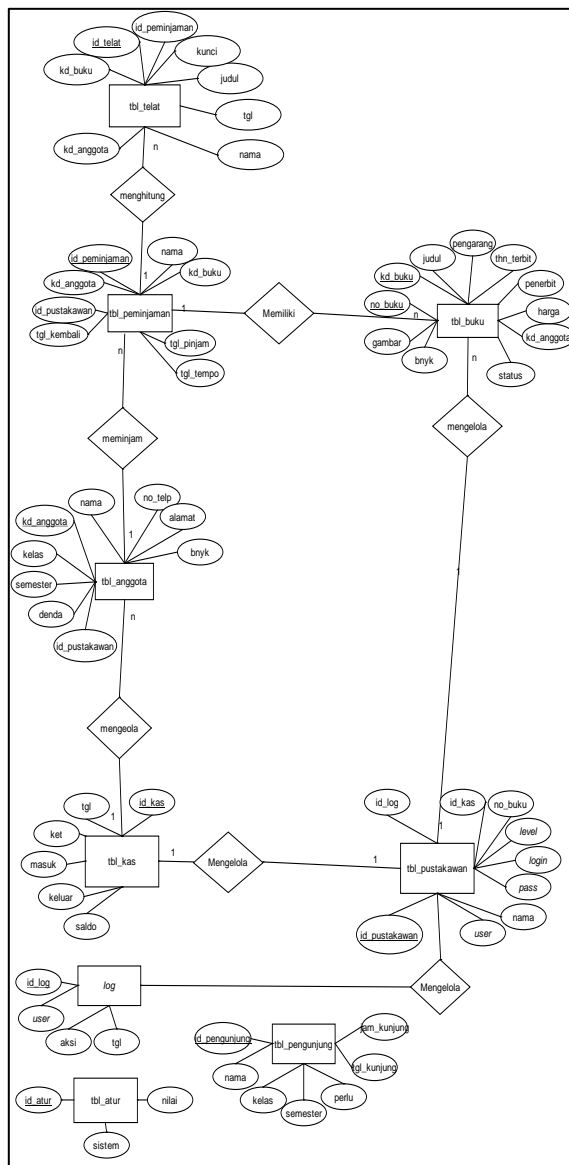 id_peminjaman
id_telat
kunci
kd_buku
judul
tbl_telat
tgl
kd_anggota
n
nama
menghitung
id_peminjaman
nama
kd_anggota
1
kd_buku
id_pustakawan
tbl_peminjaman
1
tgl_kembali
n
tgl_pinjam
tgl_tempo
Memiliki
pengarang
judul
thn_terbit
kd_buku
penerbit
no_buku
n
tbl_buku
harga
kd_anggota
gambar
bnyk
n
status
meminjam
mengelola
nama
no_telp
kd_anggota
alamat
1
bnyk
kelas
tbl_anggota
semester
denda
n
id_pustakawan
1
mengeola
tgl
id_kas
1
ket
masuk
tbl_kas
1
keluar
saldo
Mengelola
id_log
id_kas
no_buku
1
level
login
1
tbl_pustakawan
pass
nama
user
id_pustakawan
id_log
log
user
aksi
tgl
Mengelola
id_pengunjung
tbl_pengunjung
jam_kunjung
tgl_kunjung
nama
kelas
semester
perlu
id_atur
tbl_atur
nilai
sistem